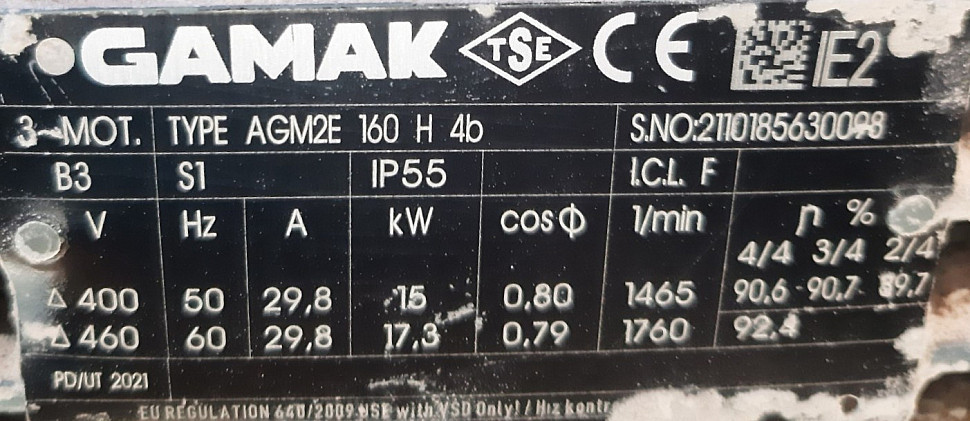 GAMAK TSE CE IE2
3~MOT. TYPE AGM2E 160 H 4b S.NO:2110185630098
B3 S1 IP55 I.CL. F
V Hz A kW cosϕ 1/min η %
4/4 3/4 2/4
Δ 400 50 29,8 15 0,80 1465 90,6 - 90,7 89,7
Δ 460 60 29,8 17,3 0,79 1760 92,4
PD/UT 2021
EU REGULATION 640/2009 USE with VSD Only! / Hız kontr